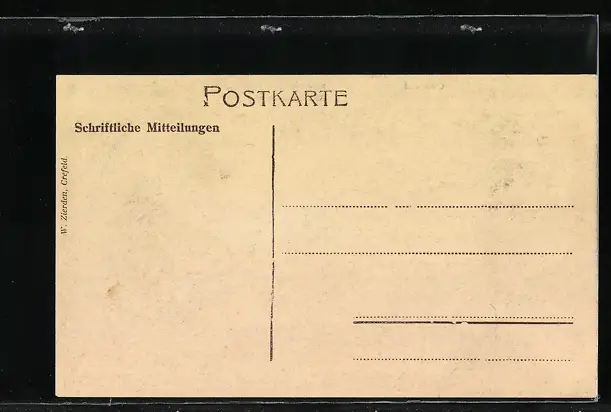 POSTKARTE
Schriftliche Mitteilungen
W. Zierden, Crefeld.